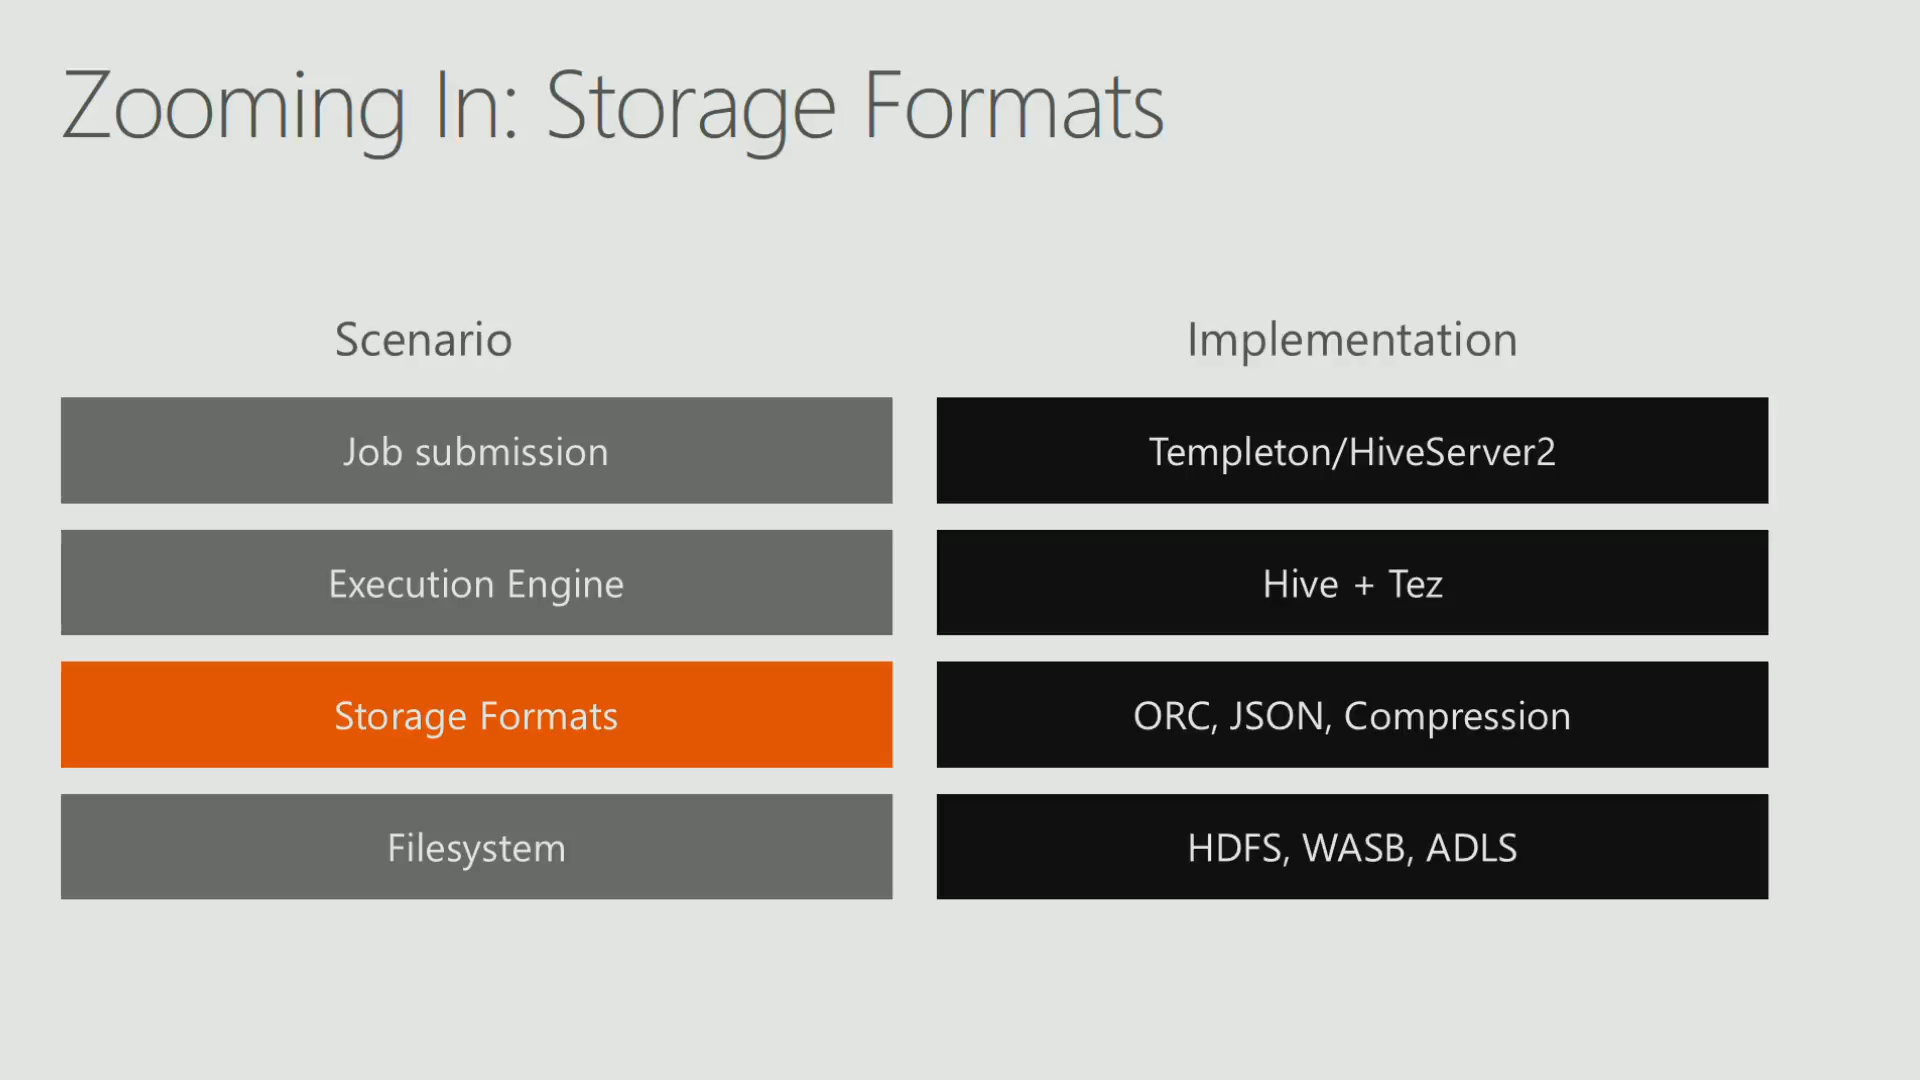 Zooming In: Storage Formats
Scenario
Implementation
Job submission
Templeton/HiveServer2
Execution Engine
Hive + Tez
Storage Formats
ORC, JSON, Compression
Filesystem
HDFS, WASB, ADLS